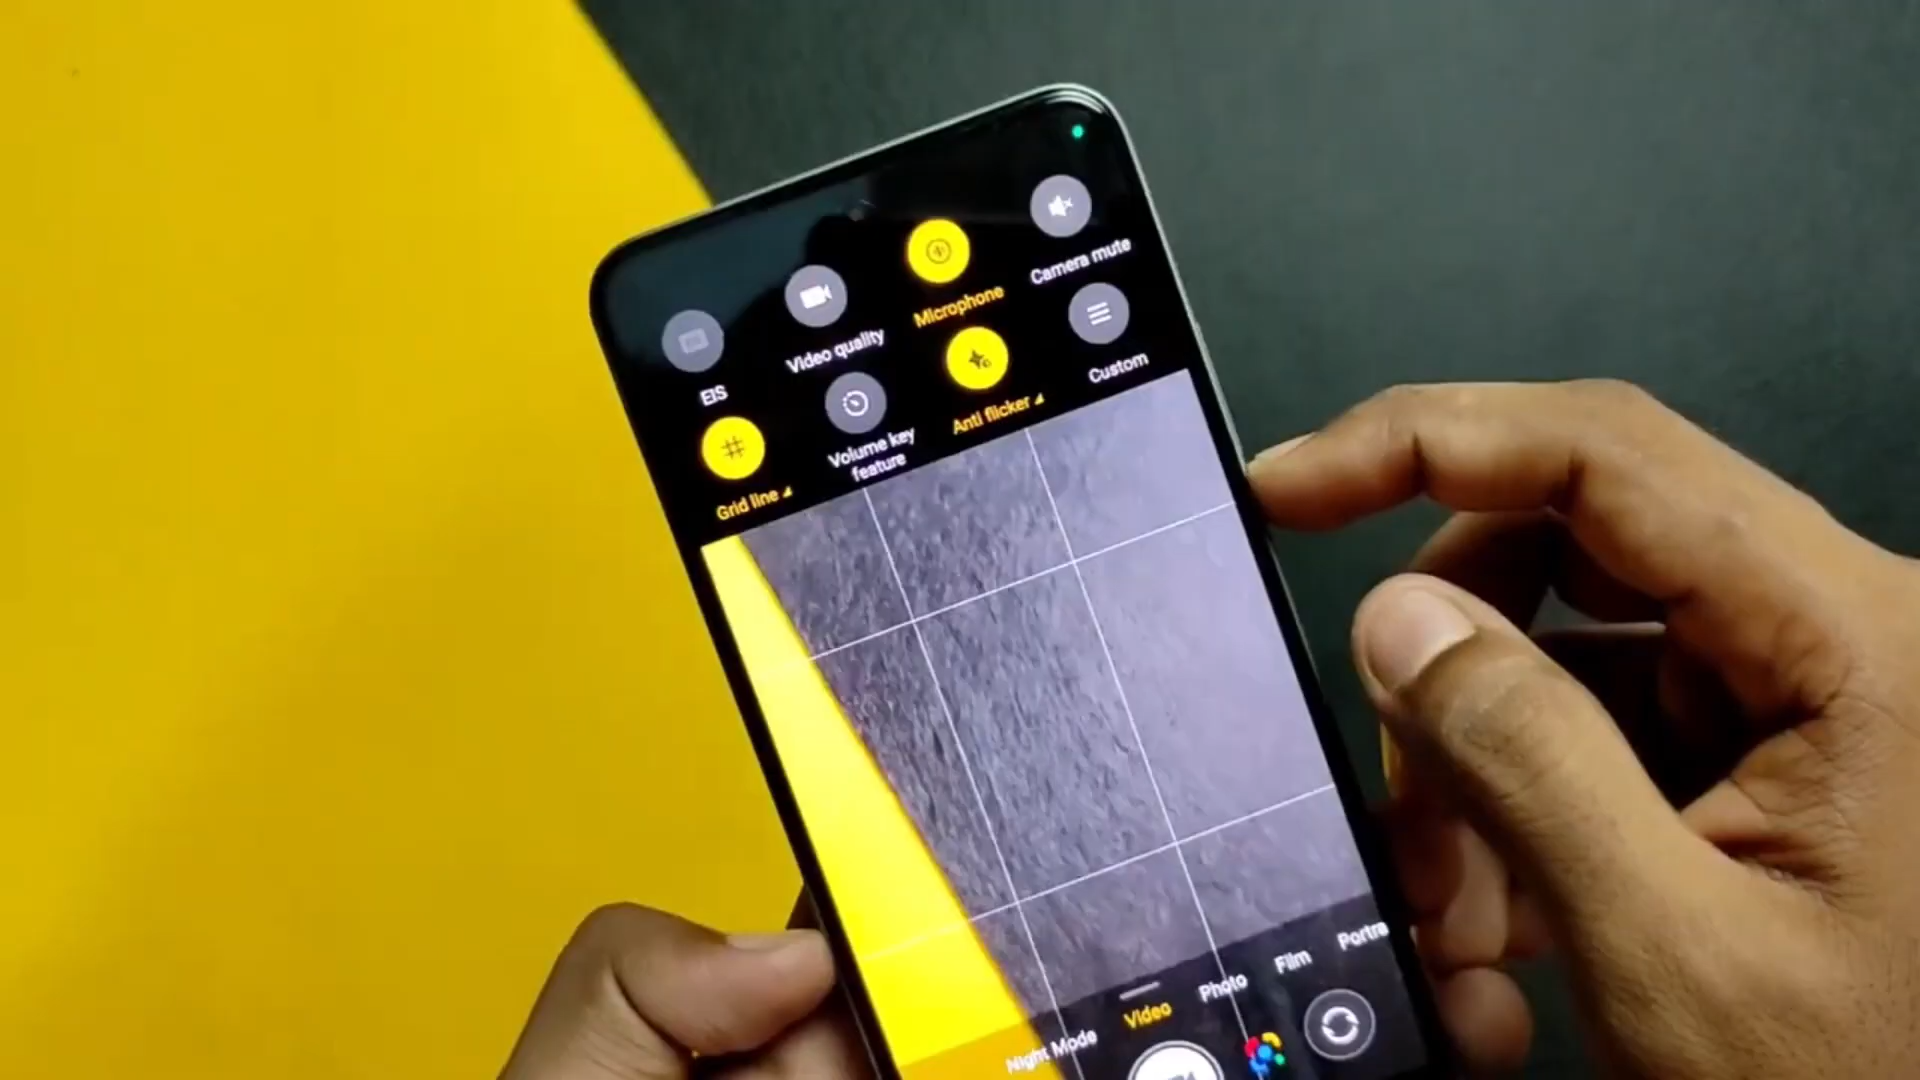 EIS
Video quality
Microphone
Camera mute
Grid line
Volume key
feature
Anti flicker
Custom
Night Mode
Video
Photo
Film
Portra